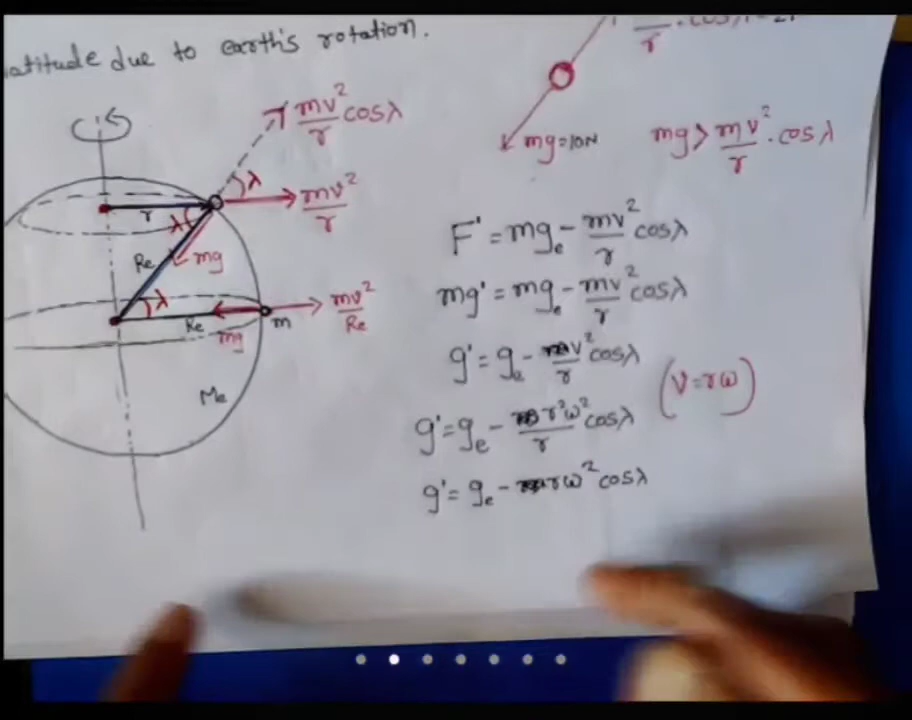 latitude due to earth's rotation.
mv²/r cosλ
λ
mv²/r
r
λ
Re
mg
λ
Re
mg
m
mv²/Re
Me
mg=10N
mg > mv²/r · cosλ
F' = mgₑ - mv²/r cosλ
mg' = mgₑ - mv²/r cosλ
g' = gₑ - v²/r cosλ
(v=rω)
g' = gₑ - r²ω²/r cosλ
g' = gₑ - rω² cosλ